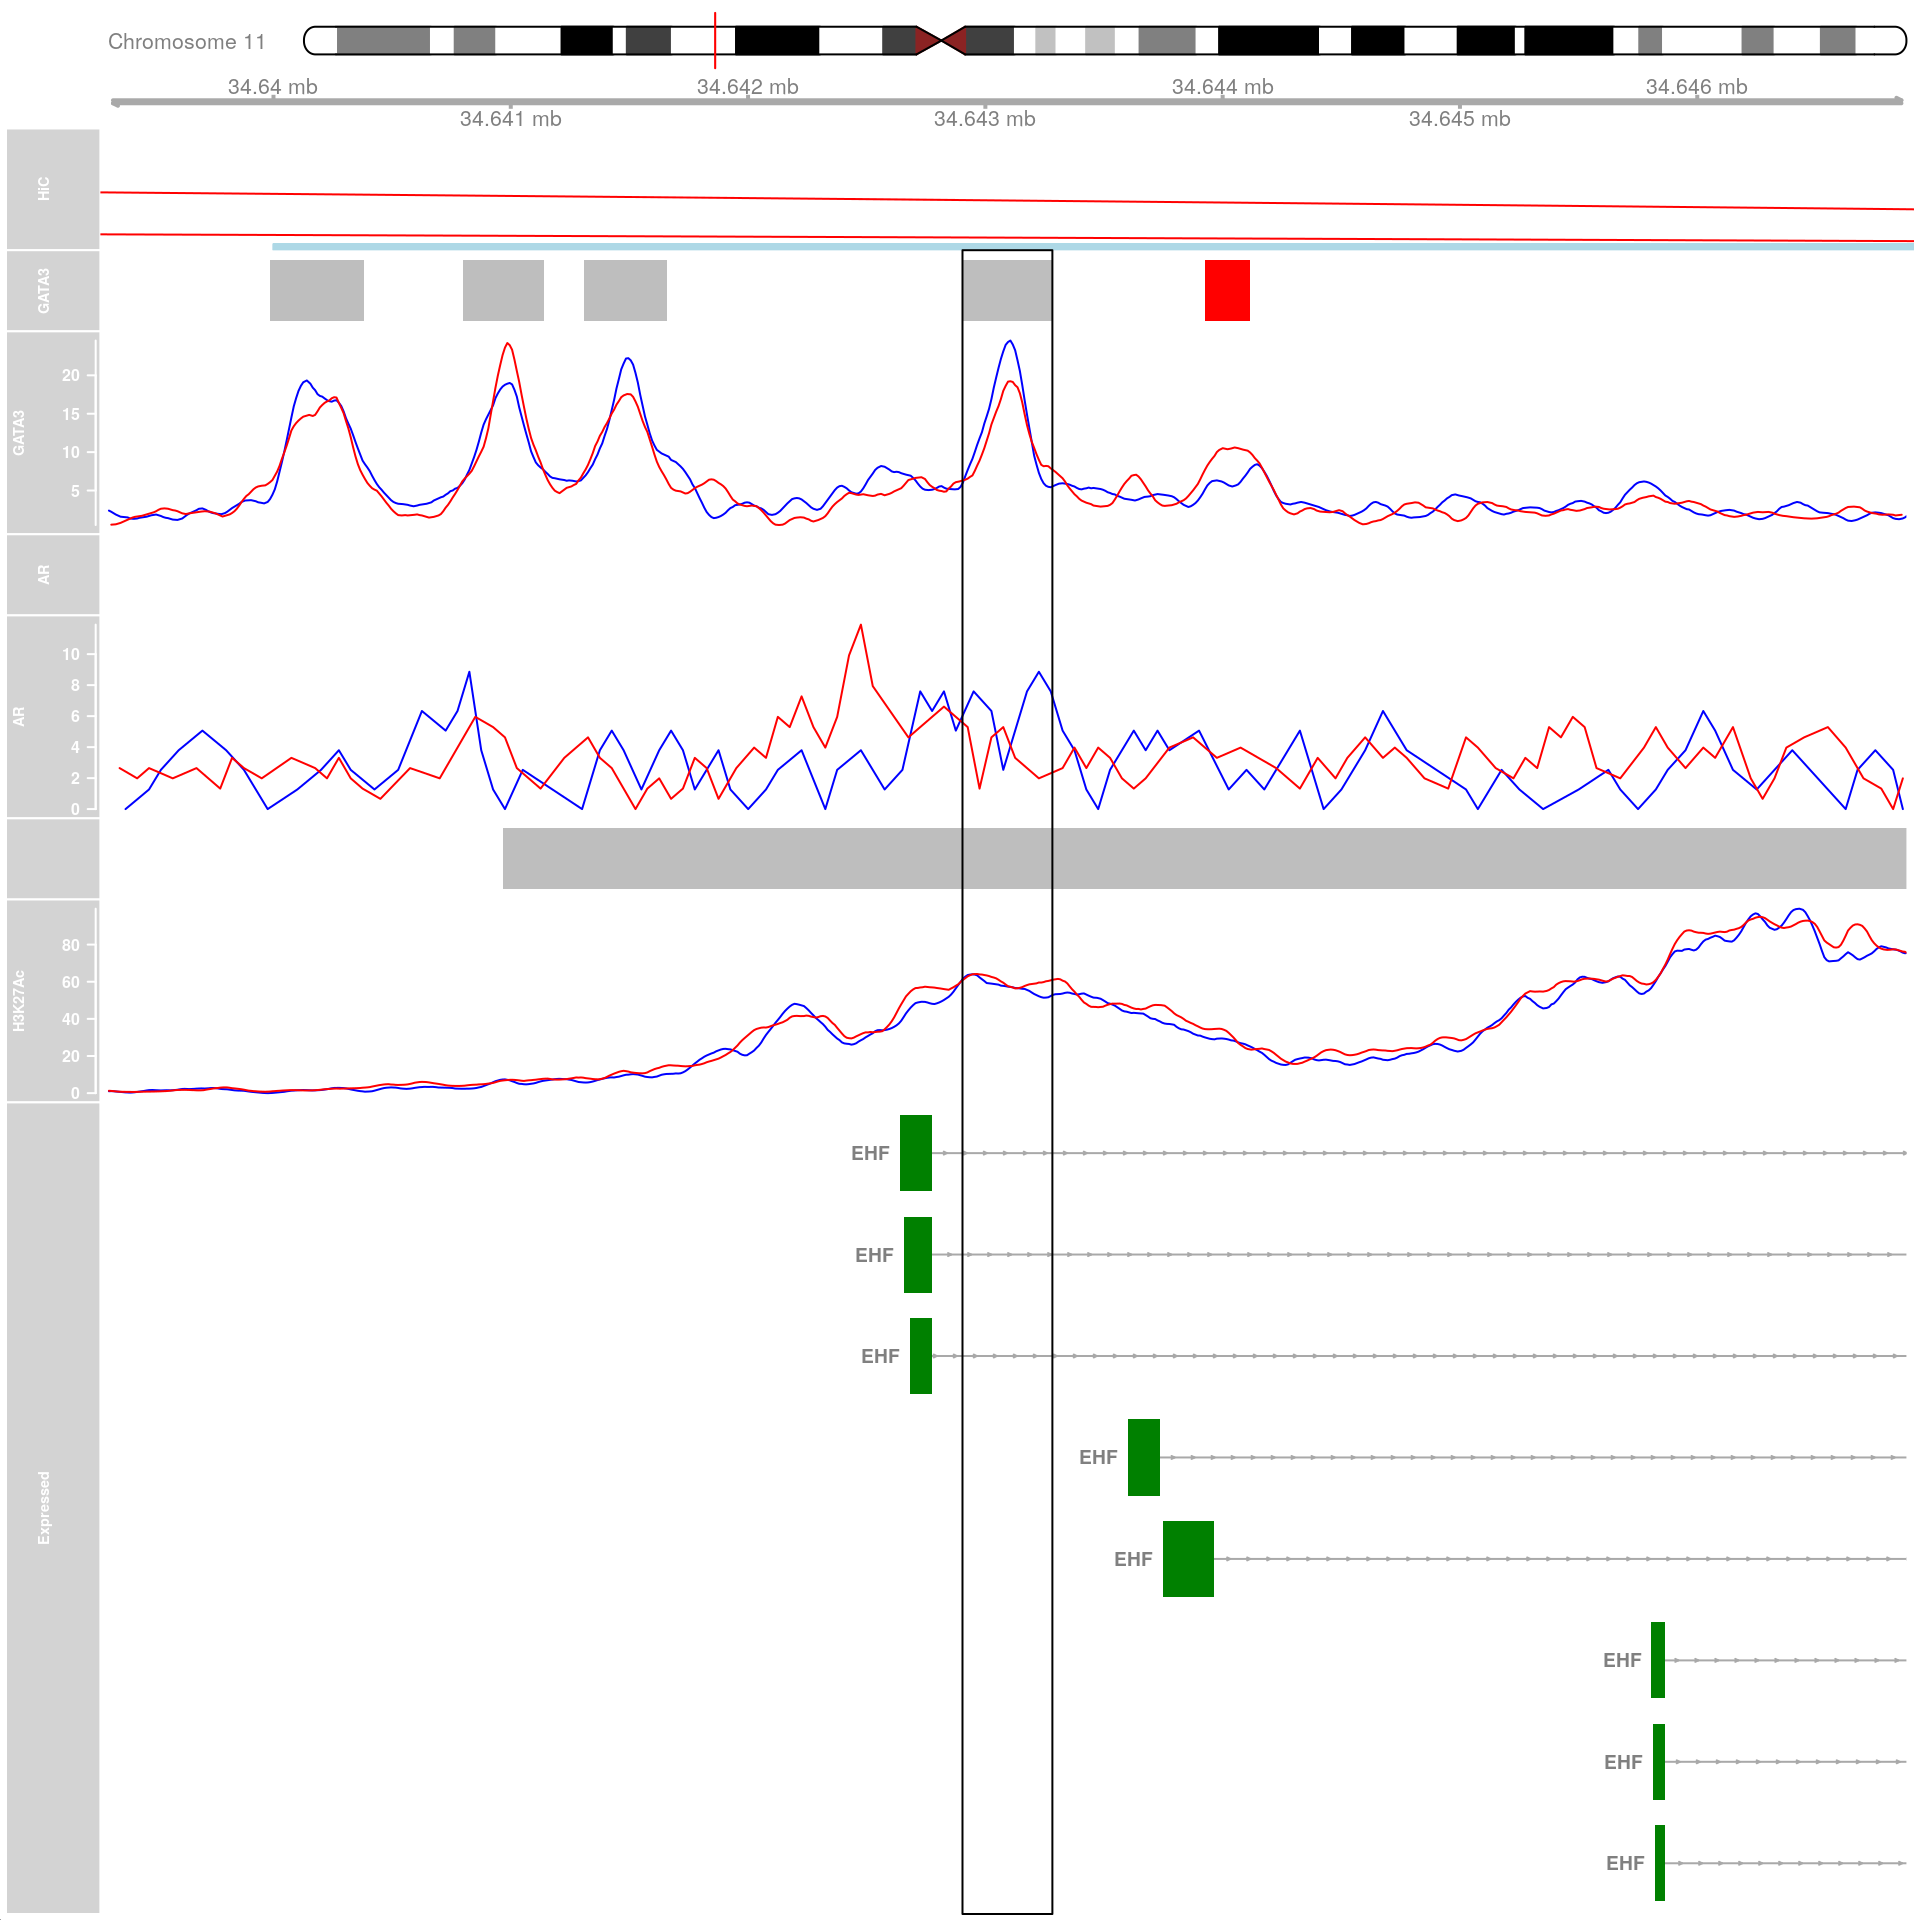 Chromosome 11
34.64 mb 34.642 mb 34.644 mb 34.646 mb
34.641 mb 34.643 mb 34.645 mb
HiC
GATA3
GATA3
20
15
10
5
AR
AR
10
8
6
4
2
0
H3K27Ac
80
60
40
20
0
Expressed
EHF
EHF
EHF
EHF
EHF
EHF
EHF
EHF